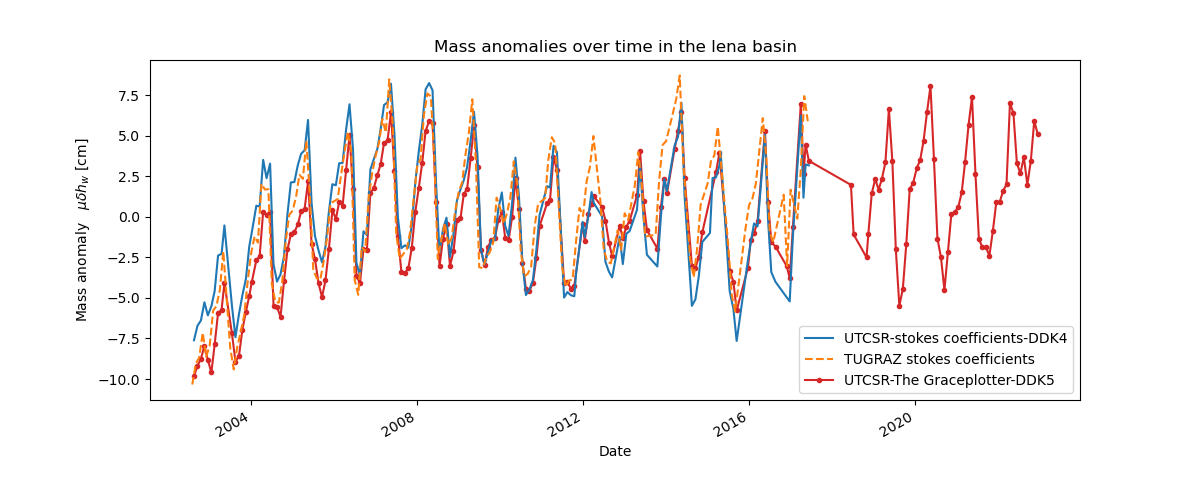 Mass anomalies over time in the lena basin
Mass anomaly μδh_w [cm]
7.5
5.0
2.5
0.0
−2.5
−5.0
−7.5
−10.0
UTCSR-stokes coefficients-DDK4
TUGRAZ stokes coefficients
UTCSR-The Graceplotter-DDK5
2004 2008 2012 2016 2020
Date